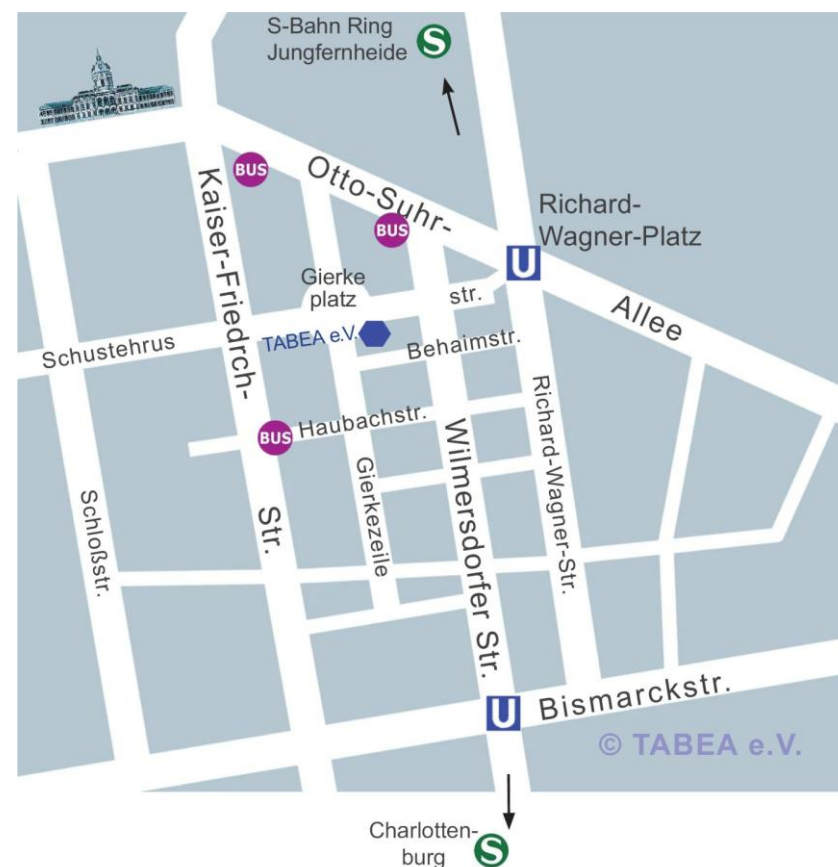 S-Bahn Ring
Jungfernheide
S
BUS
Otto-Suhr-
Allee
BUS
Richard-
Wagner-Platz
U
Kaiser-Friedrch-
Str.
Gierke
platz
Schustehrus
str.
TABEA e.V.
Behaimstr.
BUS
Haubachstr.
Schloßstr.
Gierkezeile
Wilmersdorfer Str.
Richard-Wagner-Str.
U
Bismarckstr.
© TABEA e.V.
Charlotten-
burg
S